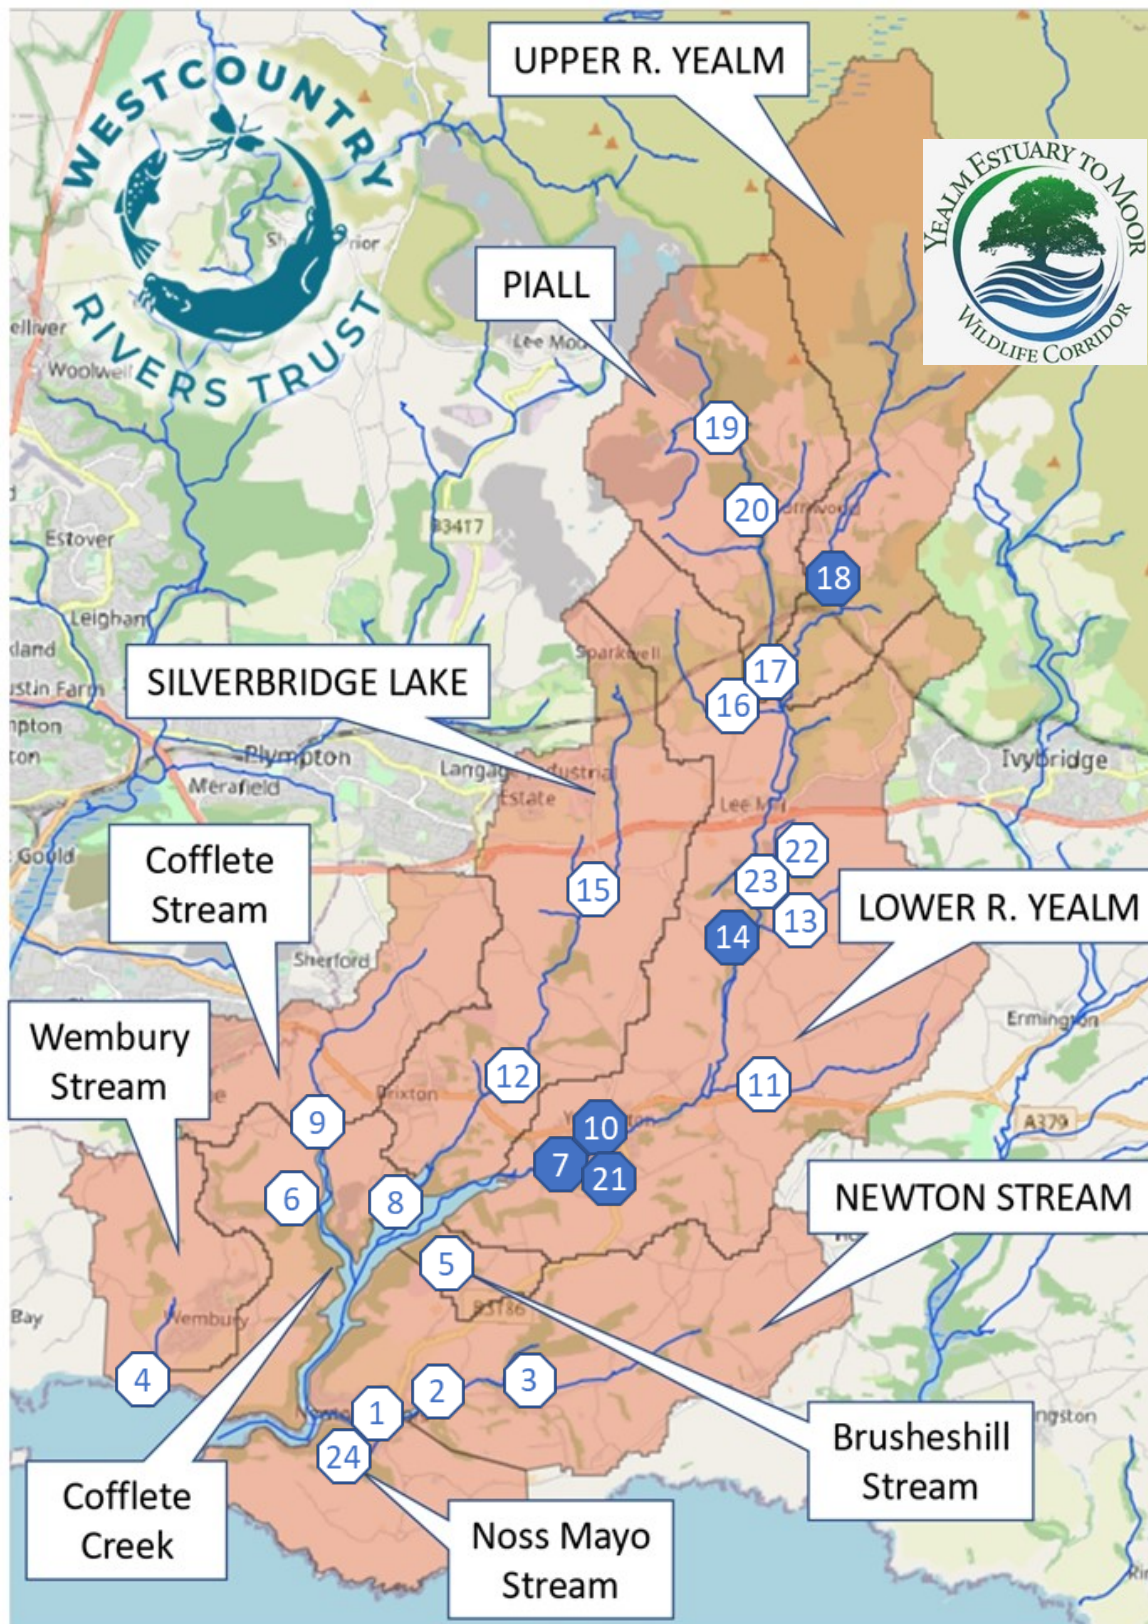 UPPER R. YEALM
WESTCOUNTRY
RIVERS TRUST
YEALM ESTUARY TO MOOR
WILDLIFE CORRIDOR
PIALL
Woolwell
19
B3417
20
Estover
18
Leigham
Sparkwell
SILVERBRIDGE LAKE
17
16
Plympton
Ivybridge
Langage Industrial
Estate
Merafield
Lee Mill
Gould
Cofflete
Stream
22
15
23
13
LOWER R. YEALM
14
Sherford
Ermington
Wembury
Stream
12
11
Brixton
9
10
A379
7
21
6
8
NEWTON STREAM
5
B3186
Bay
Wembury
4
3
2
1
24
Brusheshill
Stream
Cofflete
Creek
Noss Mayo
Stream